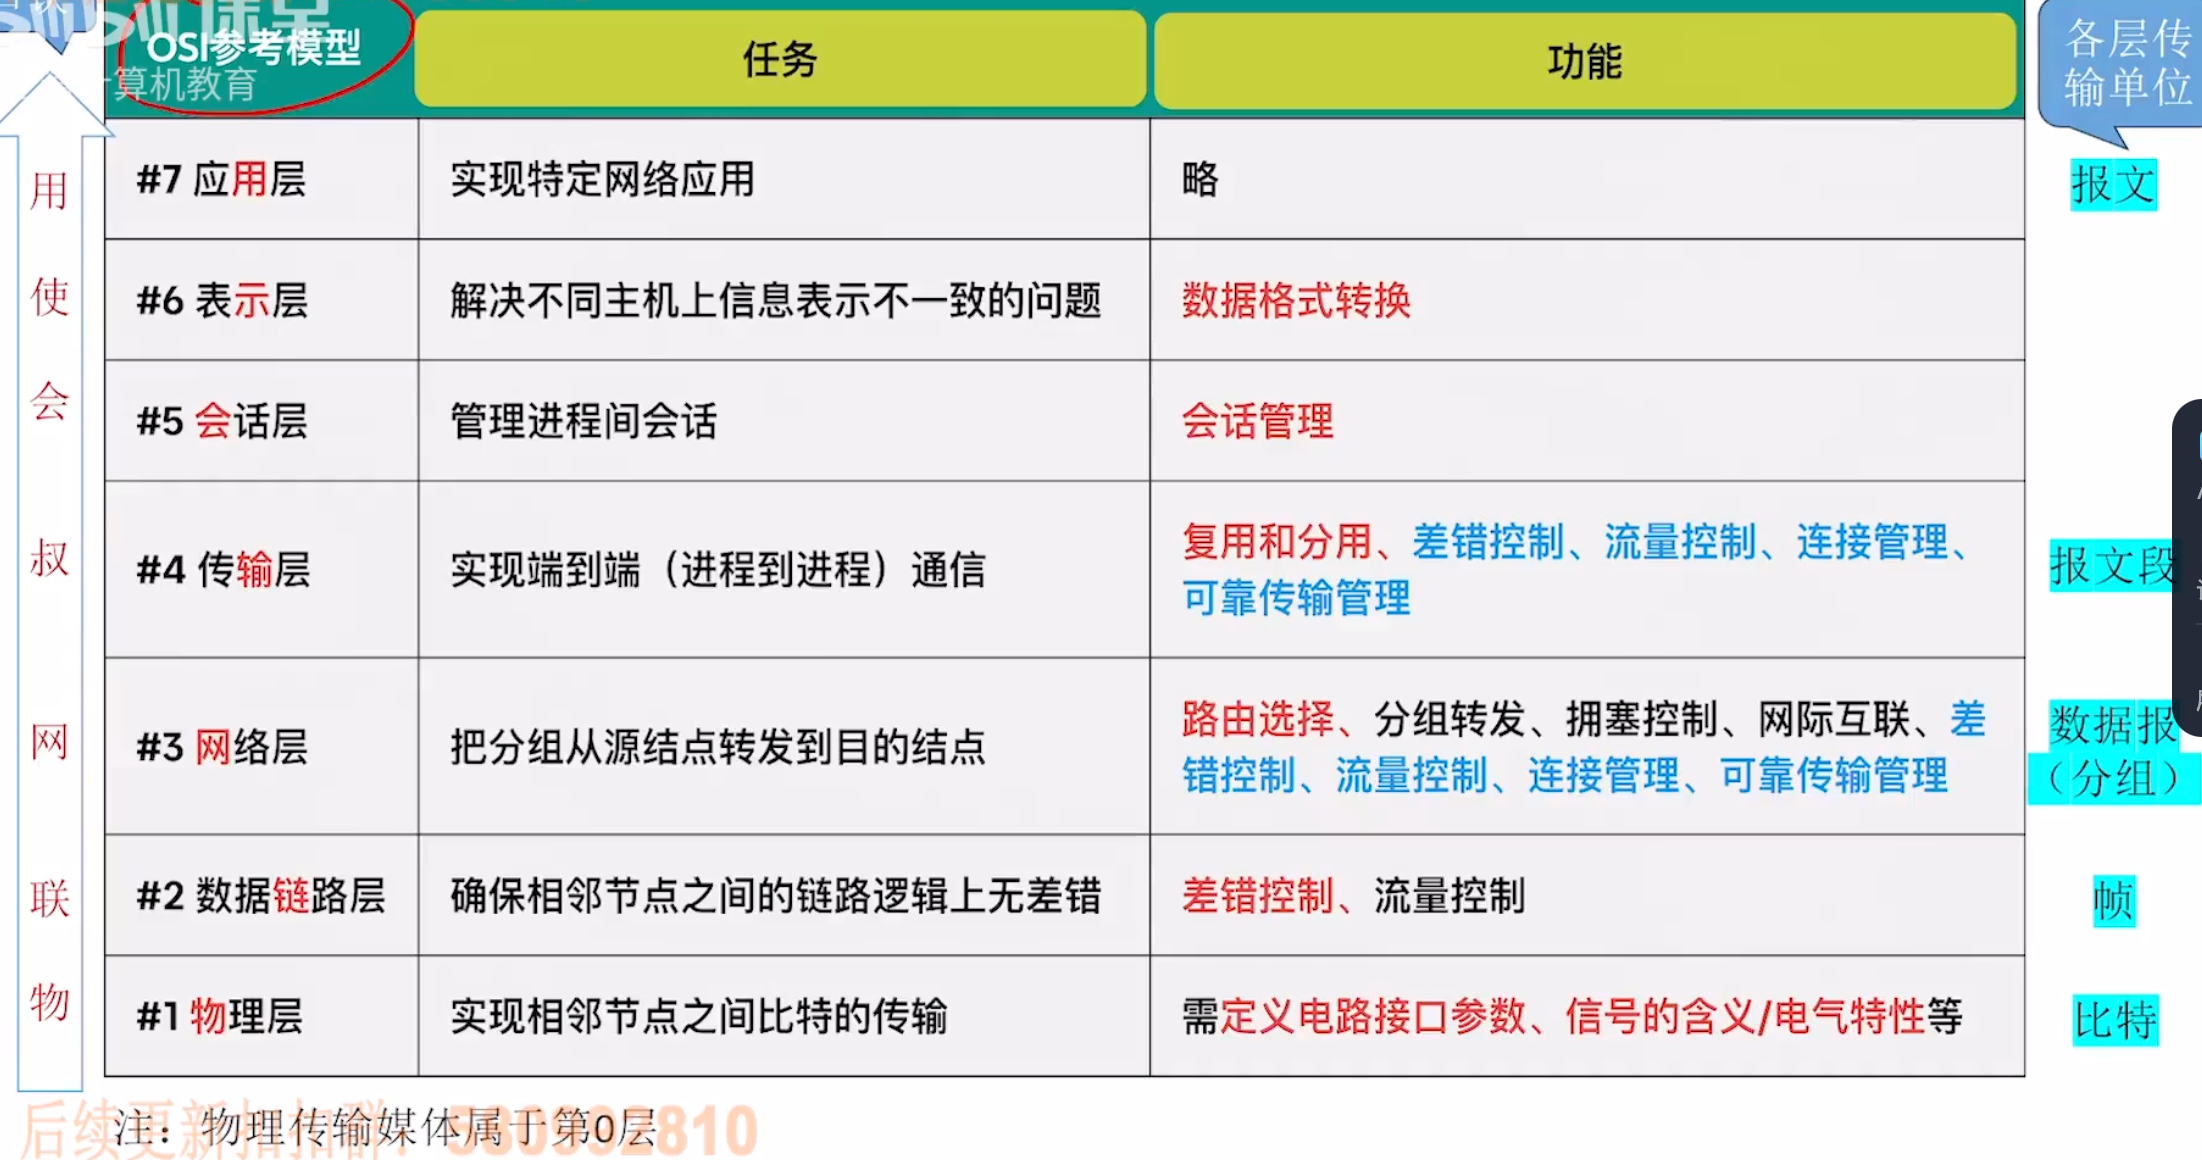 OSI参考模型
计算机教育
任务
功能
各层传
输单位
用
使
会
叔
网
联
物
#7 应用层
实现特定网络应用
略
报文
#6 表示层
解决不同主机上信息表示不一致的问题
数据格式转换
#5 会话层
管理进程间会话
会话管理
#4 传输层
实现端到端（进程到进程）通信
复用和分用、差错控制、流量控制、连接管理、
可靠传输管理
报文段
#3 网络层
把分组从源结点转发到目的结点
路由选择、分组转发、拥塞控制、网际互联、差
错控制、流量控制、连接管理、可靠传输管理
数据报
（分组）
#2 数据链路层
确保相邻节点之间的链路逻辑上无差错
差错控制、流量控制
帧
#1 物理层
实现相邻节点之间比特的传输
需定义电路接口参数、信号的含义/电气特性等
比特
注：物理传输媒体属于第0层
后续更新扣扣群：